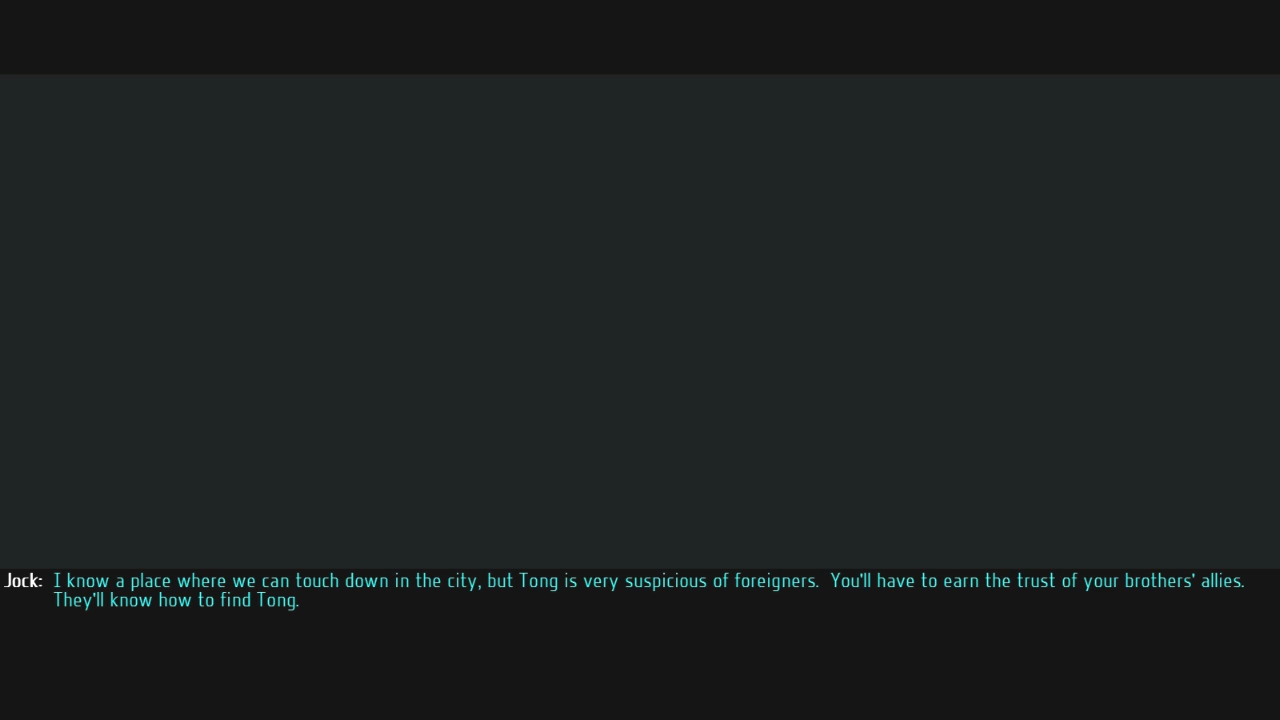 Jock: I know a place where we can touch down in the city, but Tong is very suspicious of foreigners.  You'll have to earn the trust of your brothers' allies.
They'll know how to find Tong.